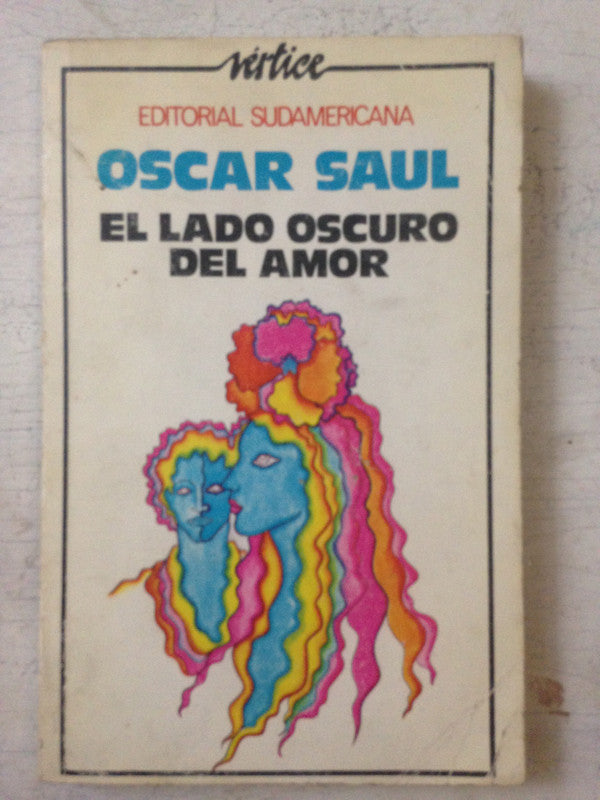 vértice
EDITORIAL SUDAMERICANA
OSCAR SAUL
EL LADO OSCURO
DEL AMOR